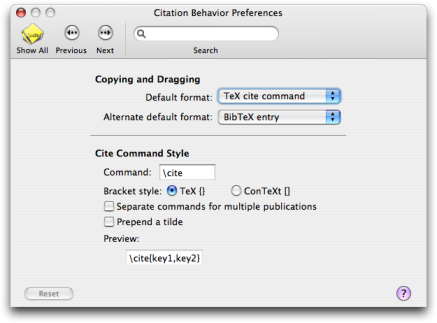 Citation Behavior Preferences
Show All Previous Next Search
Copying and Dragging
Default format: TeX cite command
Alternate default format: BibTeX entry
Cite Command Style
Command: \cite
Bracket style: TeX {} ConTeXt []
Separate commands for multiple publications
Prepend a tilde
Preview:
\cite{key1,key2}
Reset ?